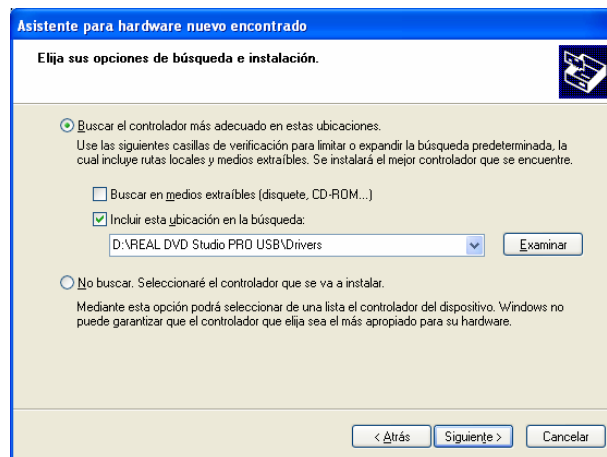 Asistente para hardware nuevo encontrado
Elija sus opciones de búsqueda e instalación.
Buscar el controlador más adecuado en estas ubicaciones.
Use las siguientes casillas de verificación para limitar o expandir la búsqueda predeterminada, la
cual incluye rutas locales y medios extraíbles. Se instalará el mejor controlador que se encuentre.
Buscar en medios extraíbles (disquete, CD-ROM...)
Incluir esta ubicación en la búsqueda:
D:\REAL DVD Studio PRO USB\Drivers
Examinar
No buscar. Seleccionaré el controlador que se va a instalar.
Mediante esta opción podrá seleccionar de una lista el controlador del dispositivo. Windows no
puede garantizar que el controlador que elija sea el más apropiado para su hardware.
< Atrás Siguiente > Cancelar